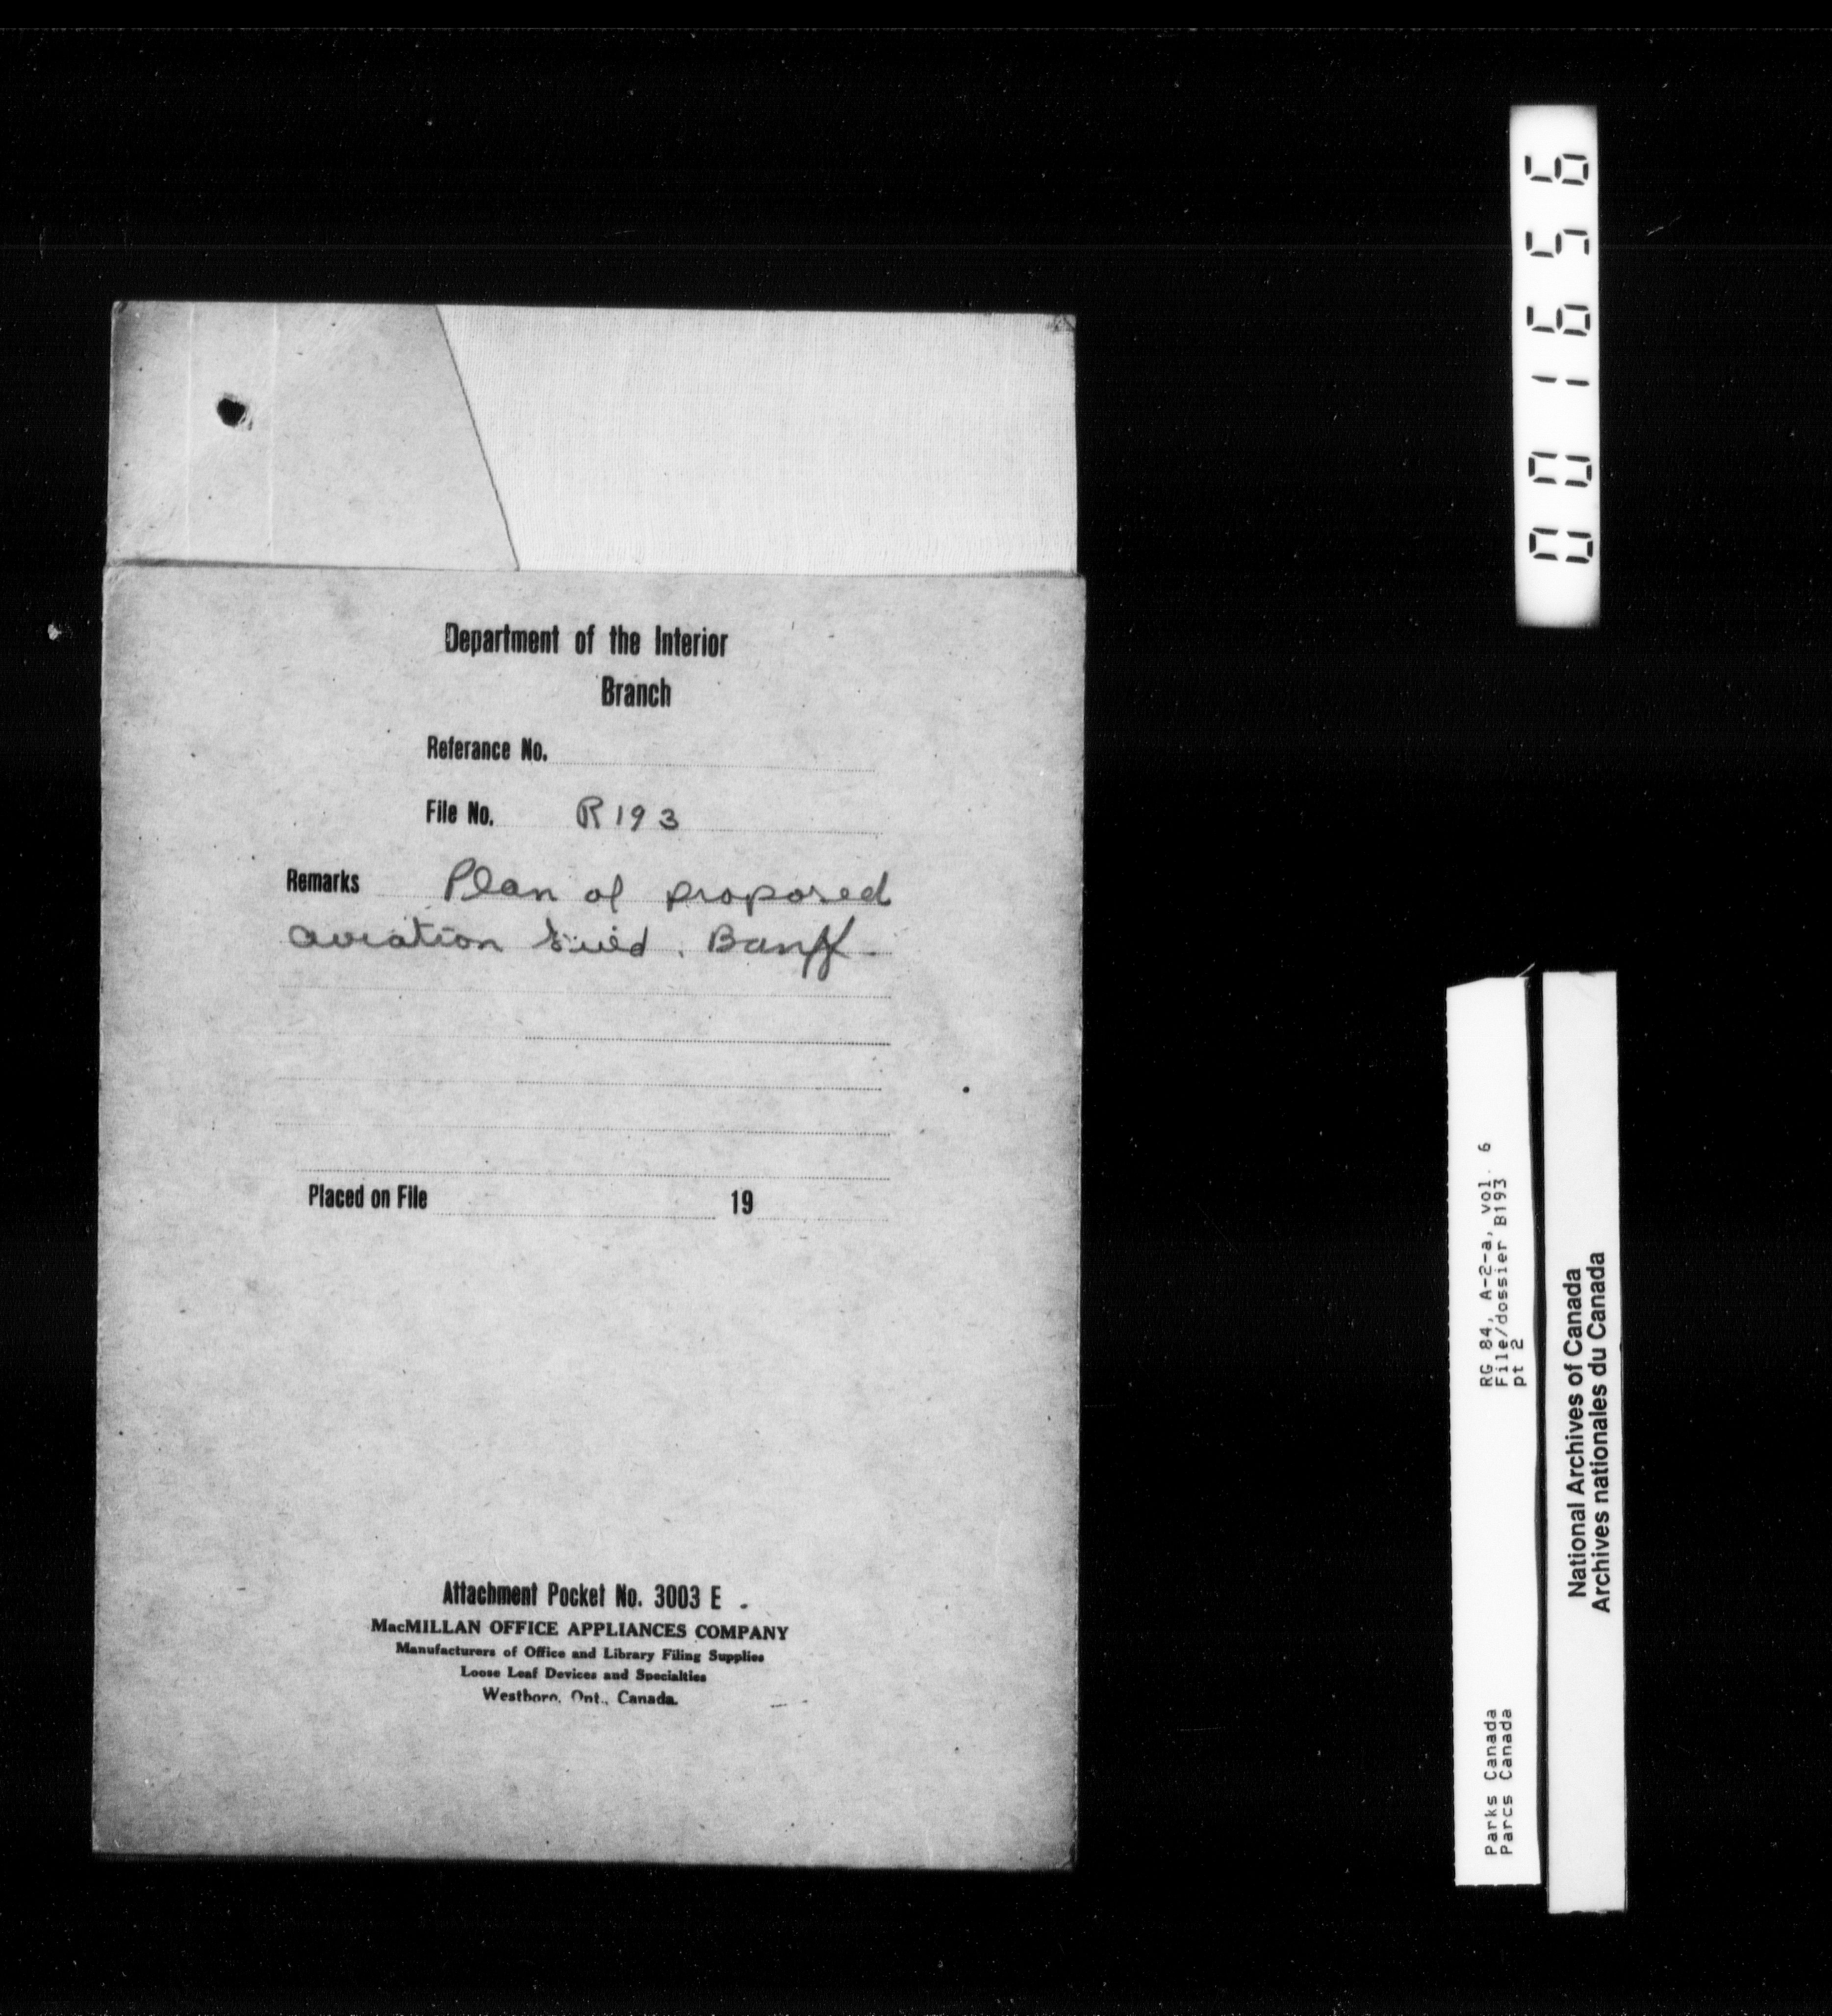 Department of the Interior
Branch
Referance No.
File No. R193
Remarks Plan of proposed
aviation field. Banff.
Placed on File 19
Attachment Pocket No. 3003 E.
MacMILLAN OFFICE APPLIANCES COMPANY
Manufacturers of Office and Library Filing Supplies
Loose Leaf Devices and Specialties
Westboro, Ont., Canada.
001656
RG 84, A-2-a, vol. 6
File/dossier B193
pt 2
Parks Canada
Parcs Canada
National Archives of Canada
Archives nationales du Canada